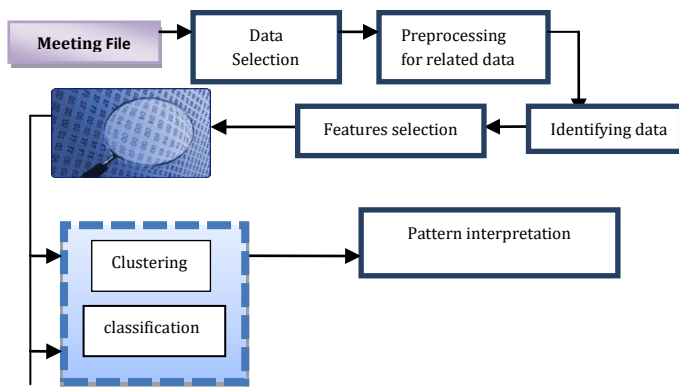 Meeting File
Data
Selection
Preprocessing
for related data
Identifying data
Features selection
Clustering
classification
Pattern interpretation